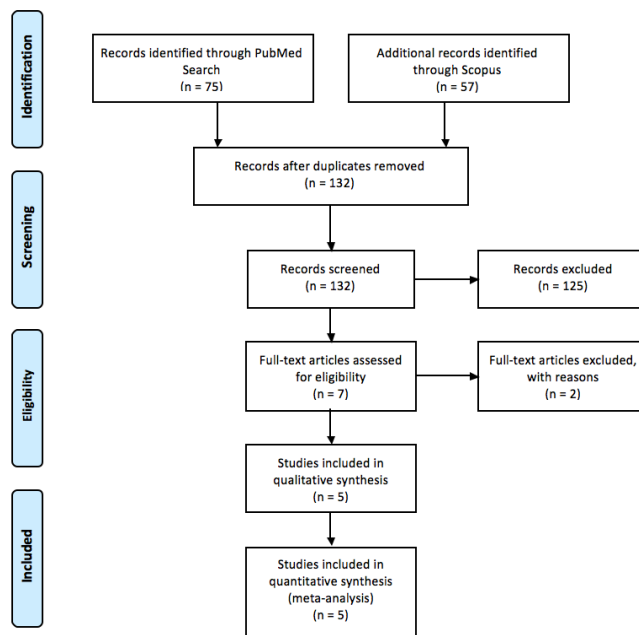 Identification
Records identified through PubMed
Search
(n = 75)
Additional records identified
through Scopus
(n = 57)
Records after duplicates removed
(n = 132)
Screening
Records screened
(n = 132)
Records excluded
(n = 125)
Eligibility
Full-text articles assessed
for eligibility
(n = 7)
Full-text articles excluded,
with reasons
(n = 2)
Studies included in
qualitative synthesis
(n = 5)
Included
Studies included in
quantitative synthesis
(meta-analysis)
(n = 5)